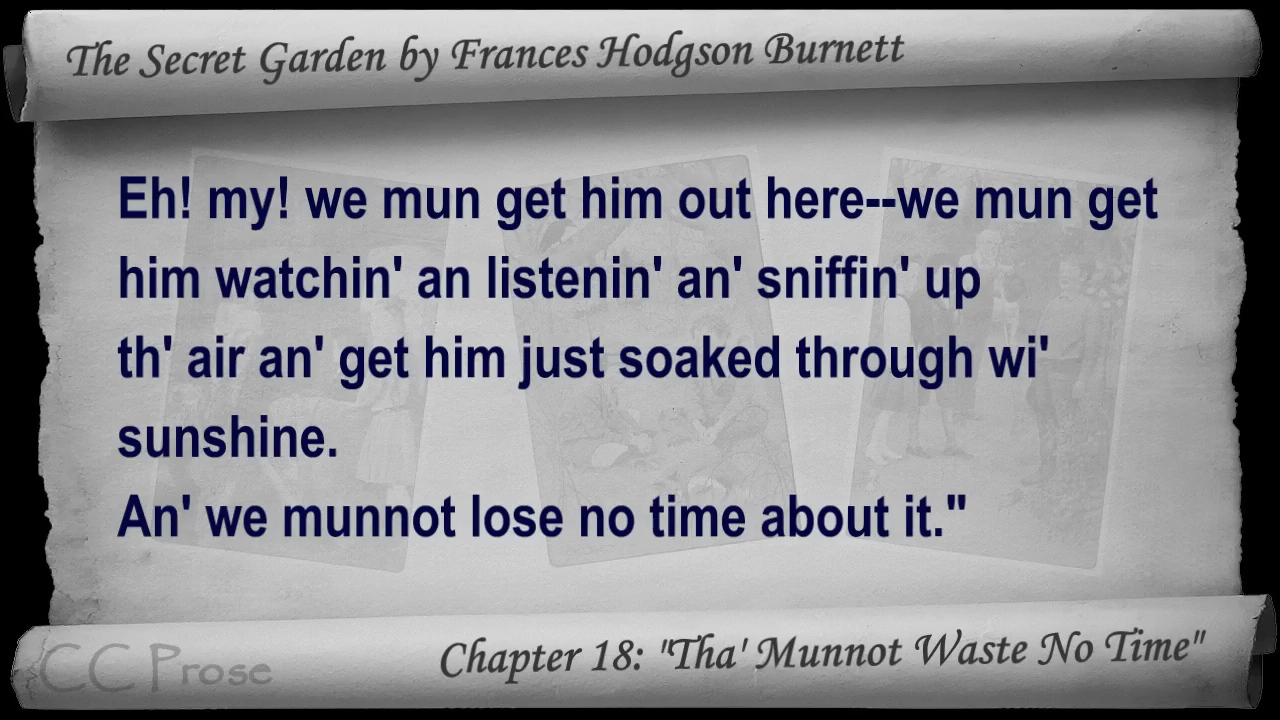 The Secret Garden by Frances Hodgson Burnett
Eh! my! we mun get him out here--we mun get
him watchin' an listenin' an' sniffin' up
th' air an' get him just soaked through wi'
sunshine.
An' we munnot lose no time about it."
CC Prose
Chapter 18: "Tha' Munnot Waste No Time"